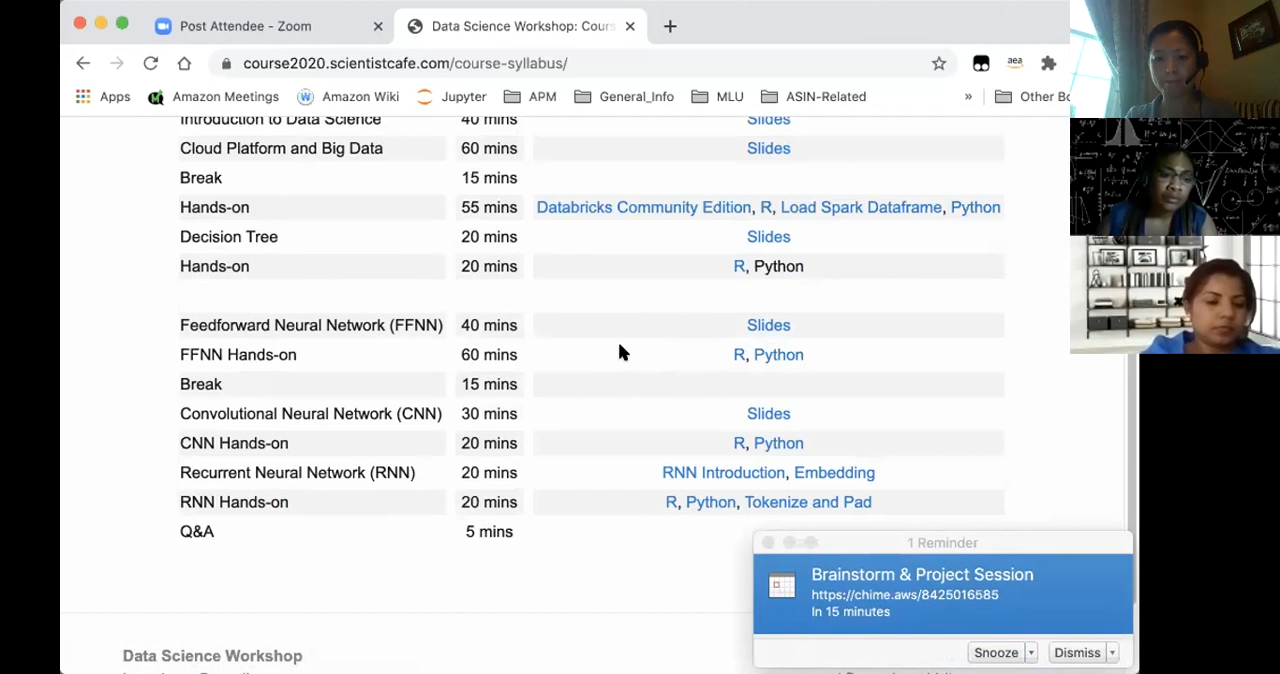 Post Attendee - Zoom
Data Science Workshop: Cours
course2020.scientistcafe.com/course-syllabus/
aea
Apps Amazon Meetings Amazon Wiki Jupyter APM General_Info MLU ASIN-Related » Other Bo
Introduction to Data Science 40 mins Slides
Cloud Platform and Big Data 60 mins Slides
Break 15 mins
Hands-on 55 mins Databricks Community Edition, R, Load Spark Dataframe, Python
Decision Tree 20 mins Slides
Hands-on 20 mins R, Python
Feedforward Neural Network (FFNN) 40 mins Slides
FFNN Hands-on 60 mins R, Python
Break 15 mins
Convolutional Neural Network (CNN) 30 mins Slides
CNN Hands-on 20 mins R, Python
Recurrent Neural Network (RNN) 20 mins RNN Introduction, Embedding
RNN Hands-on 20 mins R, Python, Tokenize and Pad
Q&A 5 mins
1 Reminder
Brainstorm & Project Session
https://chime.aws/8425016585
In 15 minutes
Snooze Dismiss
Data Science Workshop